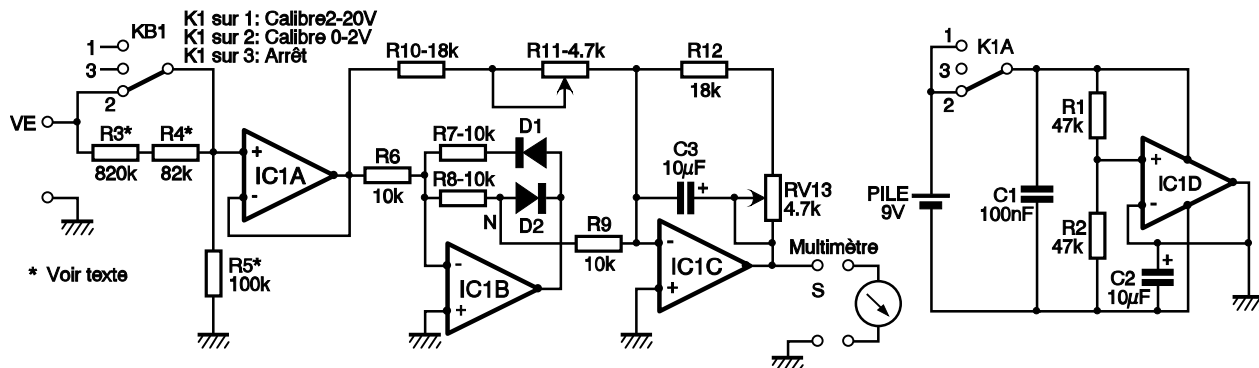 K1 sur 1: Calibre2-20V
K1 sur 2: Calibre 0-2V
K1 sur 3: Arrêt
KB1
1
3
2
VE
R3*
820k
R4*
82k
R5*
100k
* Voir texte
+
-
IC1A
R10-18k
R11-4.7k
R12
18k
R6
10k
R7-10k
D1
R8-10k
D2
N
-
+
IC1B
R9
10k
C3
10µF
+
RV13
4.7k
-
+
IC1C
Multimètre
S
K1A
1
3
2
PILE
9V
C1
100nF
R1
47k
R2
47k
+
-
IC1D
C2
10µF
+